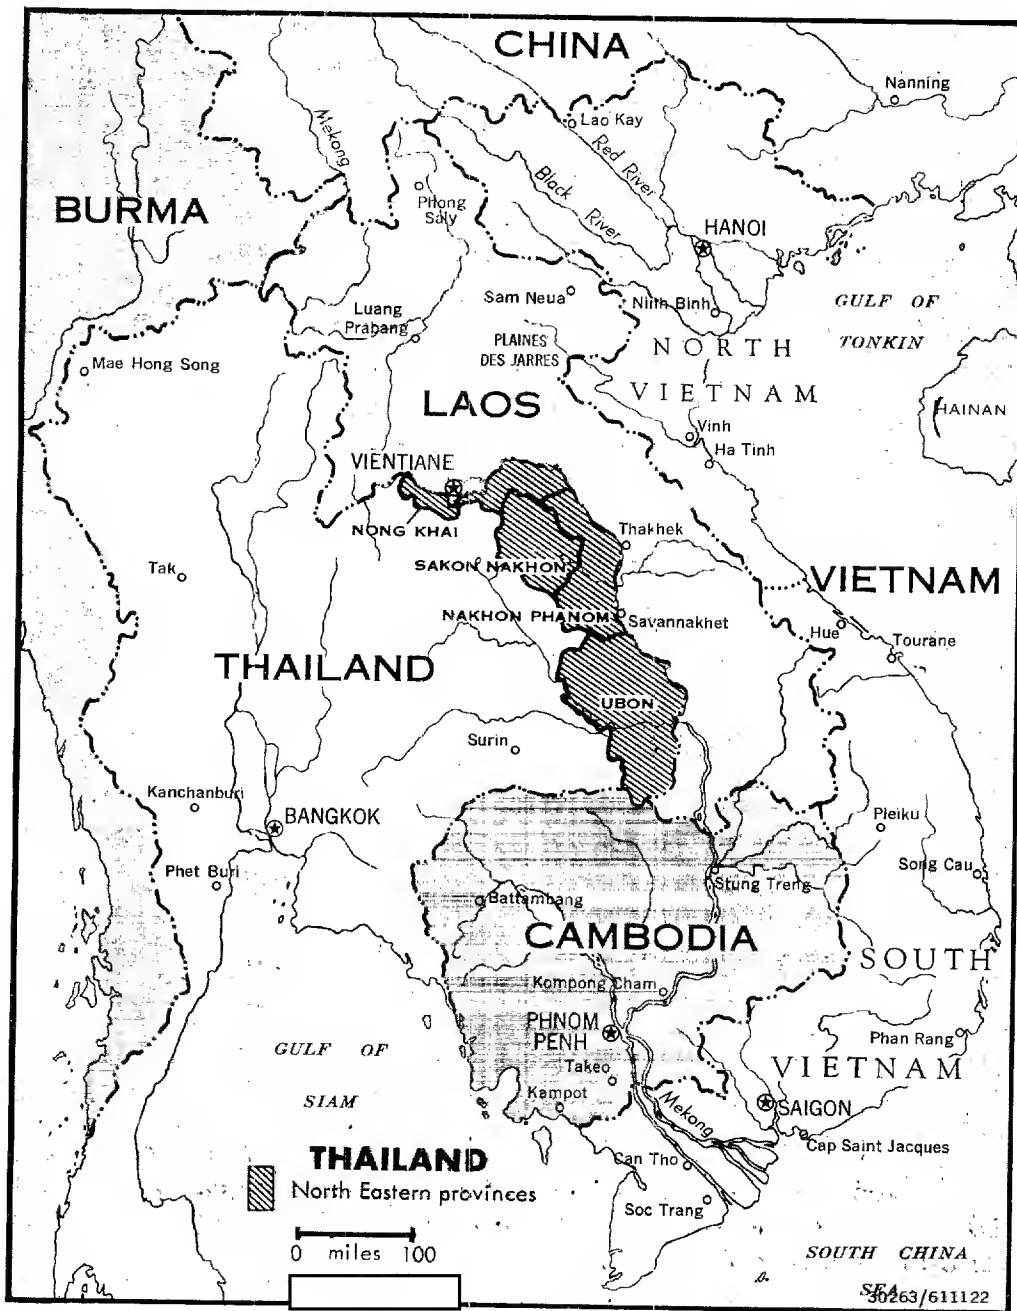 CHINA
Nanning
Lao Kay
Mekong
Red River
Black
River
Phong
Saly
BURMA
HANOI
Sam Neua
Ninh Binh
GULF OF
TONKIN
Luang
Prabang
PLAINES
DES JARRES
NORTH
VIETNAM
Mae Hong Song
LAOS
HAINAN
Vinh
Ha Tinh
VIENTIANE
NONG KHAI
Thakhek
SAKON NAKHON
Tak
VIETNAM
NAKHON PHANOM
Savannakhet
Hue
Tourane
THAILAND
UBON
Surin
Kanchanburi
BANGKOK
Pleiku
Phet Buri
Song Cau
Stung Treng
Battambang
CAMBODIA
SOUTH
Kompong Cham
PHNOM
PENH
Phan Rang
GULF OF
SIAM
Takeo
VIETNAM
Kampot
Mekong
SAIGON
Cap Saint Jacques
THAILAND
North Eastern provinces
Can Tho
Soc Trang
0 miles 100
SOUTH CHINA
SEA
30263/611122